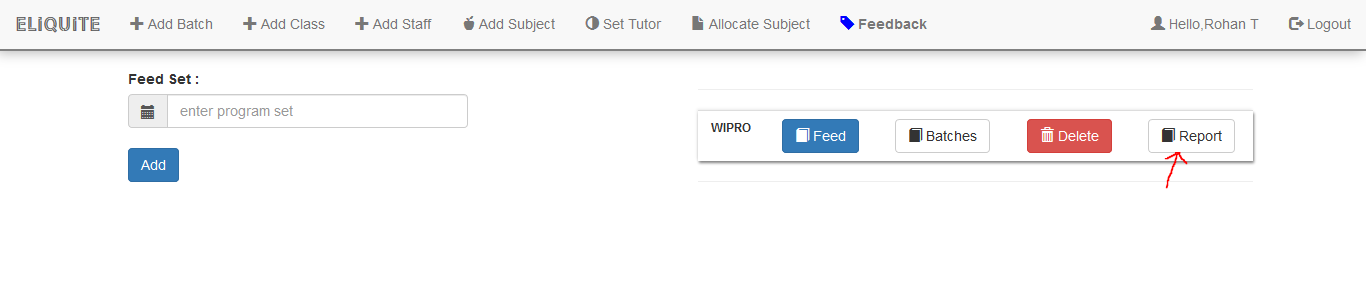 ELiQUiTE Add Batch Add Class Add Staff Add Subject Set Tutor Allocate Subject Feedback Hello,Rohan T Logout
Feed Set :
enter program set
Add
WIPRO Feed Batches Delete Report